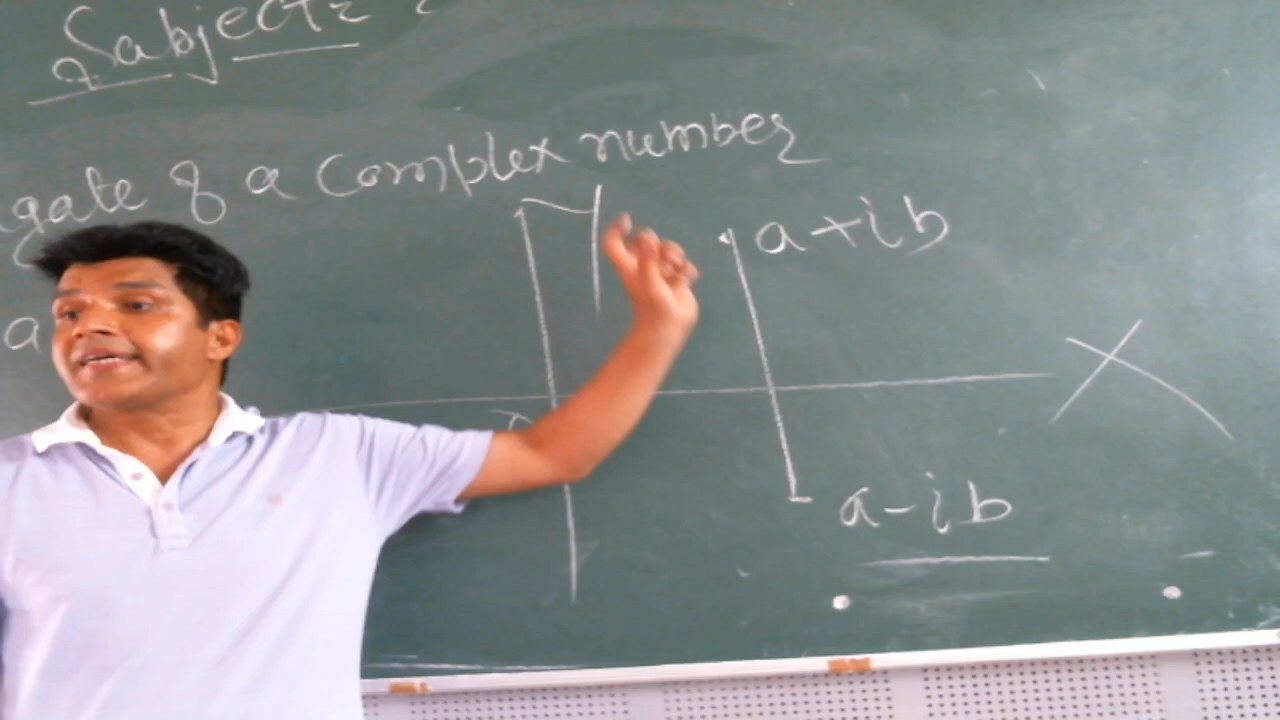 Subject:
gate of a complex number
a
a+ib
X
a-ib